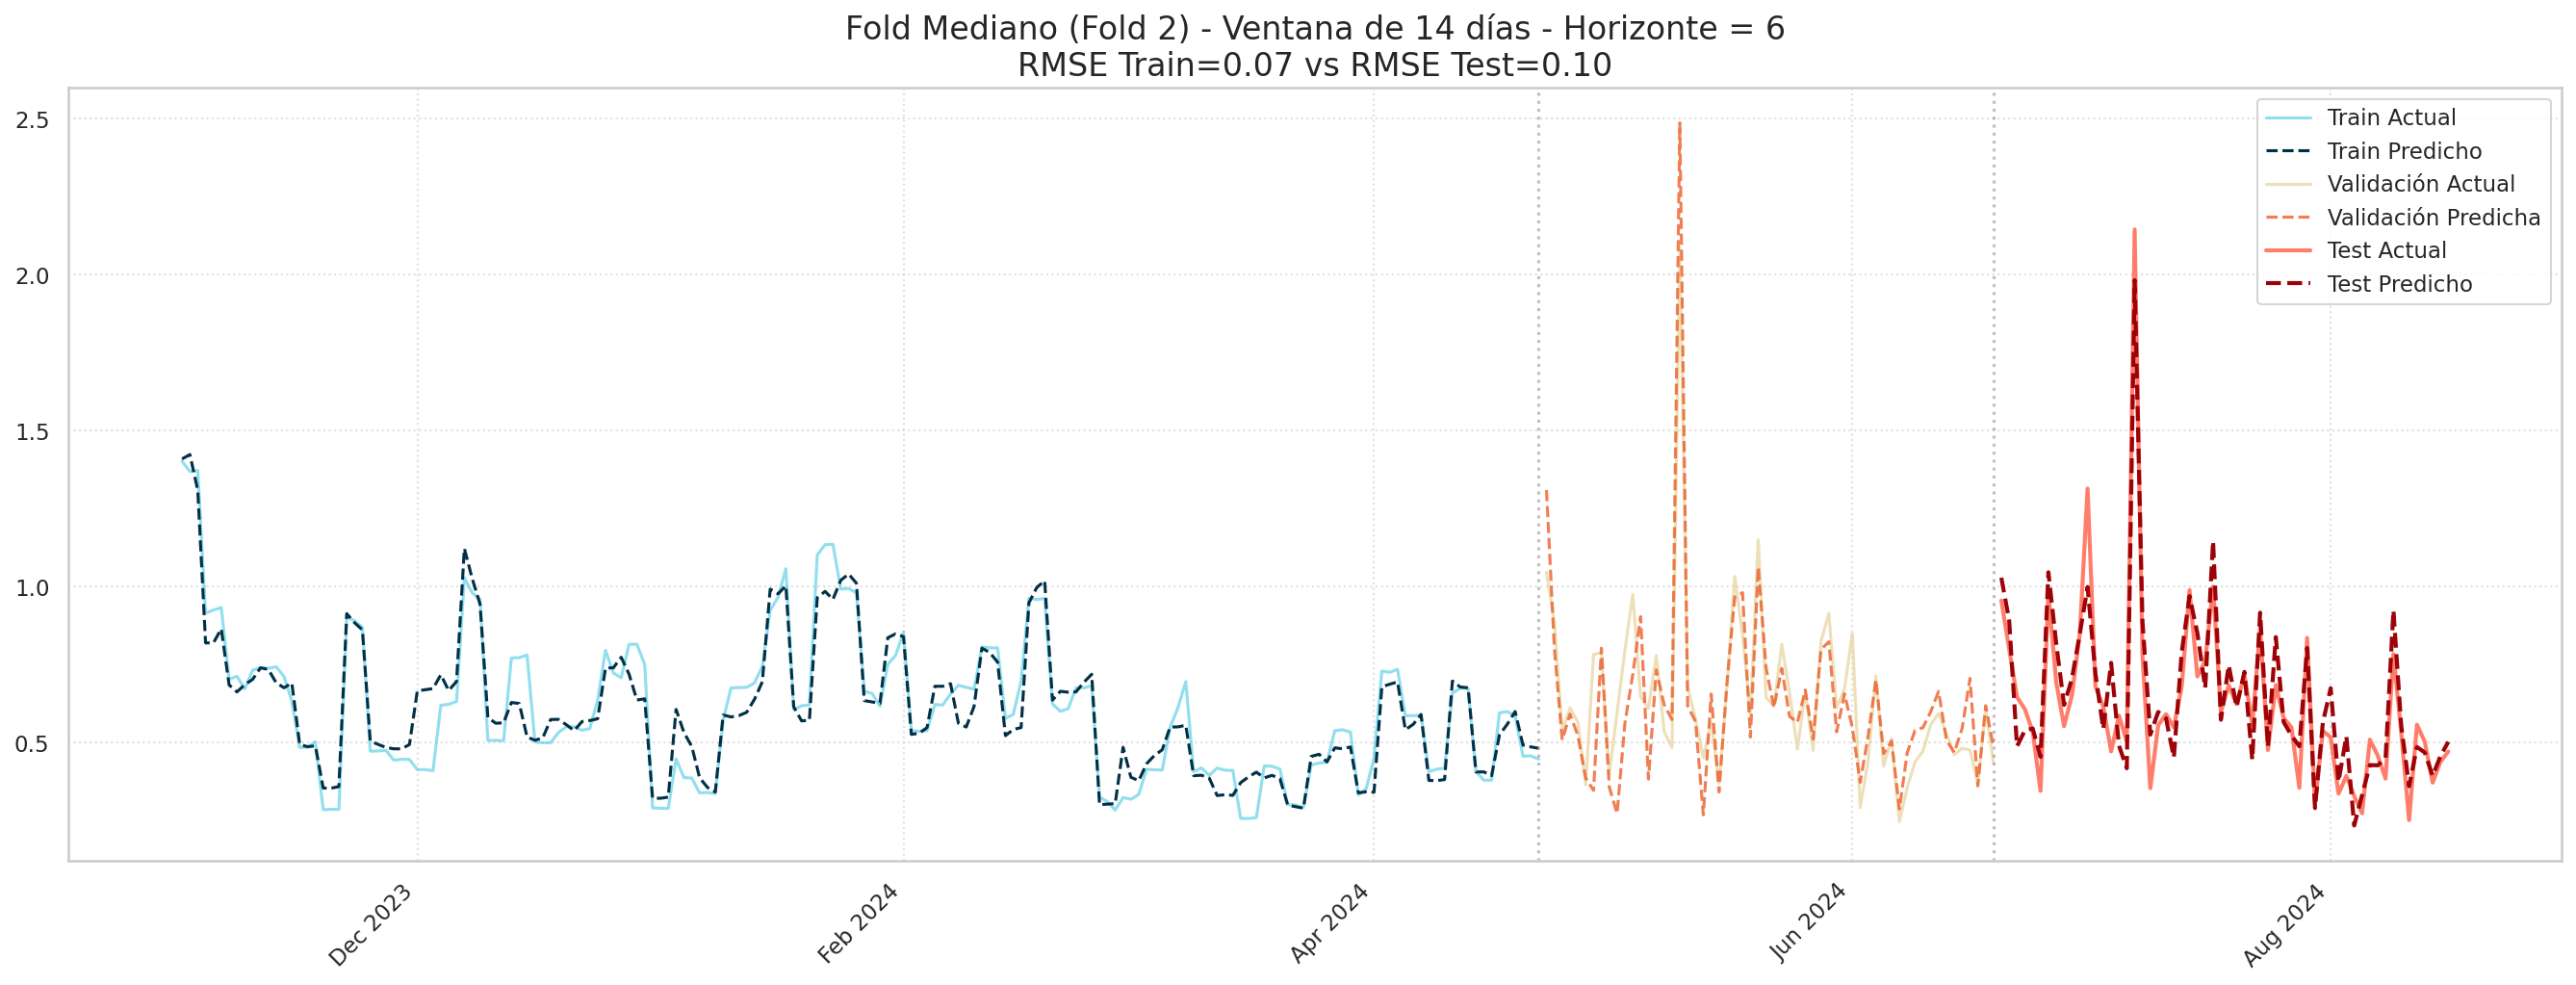 Fold Mediano (Fold 2) - Ventana de 14 días - Horizonte = 6
RMSE Train=0.07 vs RMSE Test=0.10
2.5
2.0
1.5
1.0
0.5
Train Actual
Train Predicho
Validación Actual
Validación Predicha
Test Actual
Test Predicho
Dec 2023
Feb 2024
Apr 2024
Jun 2024
Aug 2024